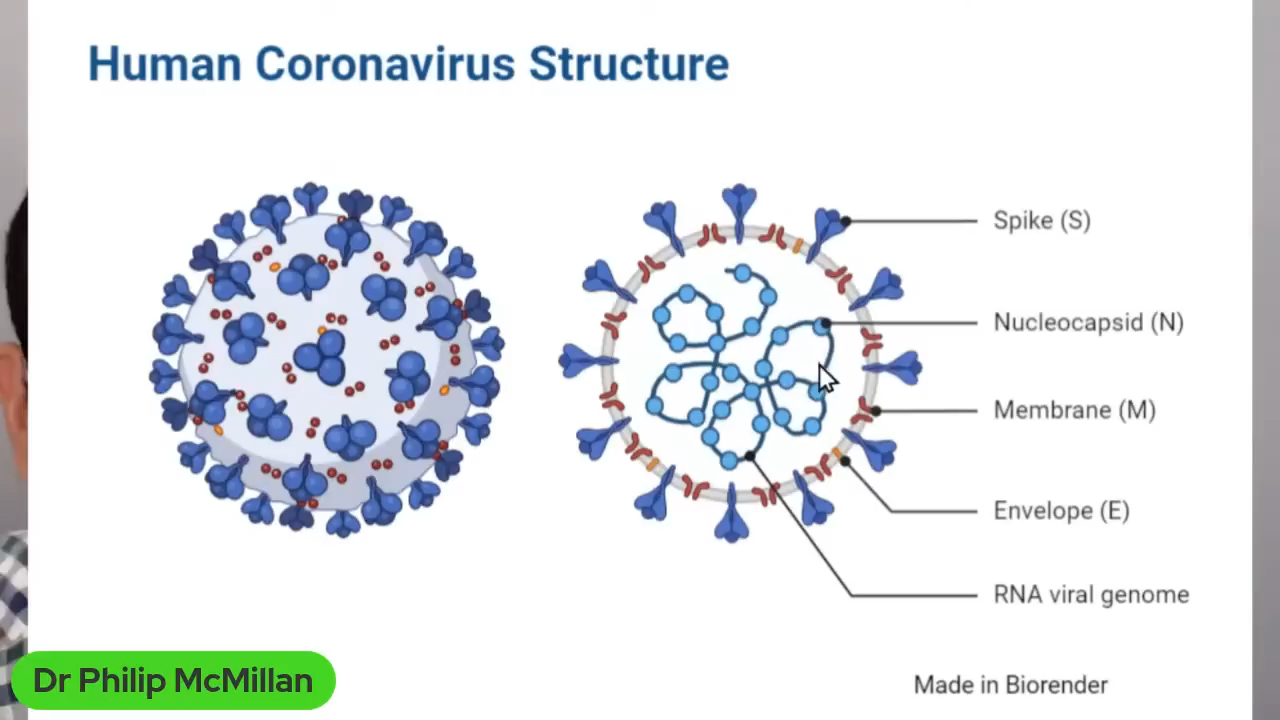 Human Coronavirus Structure
Spike (S)
Nucleocapsid (N)
Membrane (M)
Envelope (E)
RNA viral genome
Dr Philip McMillan
Made in Biorender